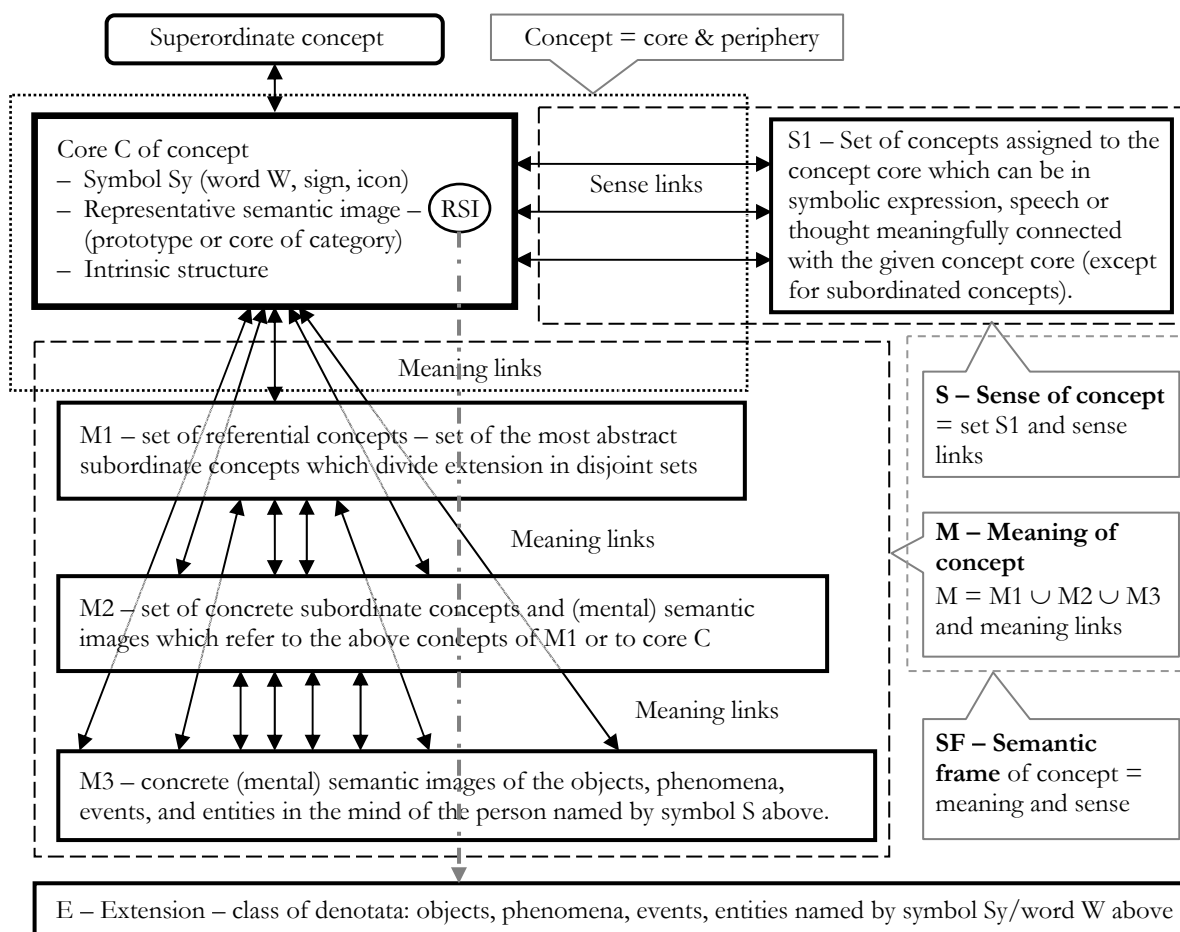 Superordinate concept
Concept = core & periphery
Core C of concept
– Symbol Sy (word W, sign, icon)
– Representative semantic image –
(prototype or core of category)
– Intrinsic structure
RSI
Sense links
S1 – Set of concepts assigned to the
concept core which can be in
symbolic expression, speech or
thought meaningfully connected
with the given concept core (except
for subordinated concepts).
Meaning links
S – Sense of concept
= set S1 and sense
links
M1 – set of referential concepts – set of the most abstract
subordinate concepts which divide extension in disjoint sets
Meaning links
M – Meaning of
concept
M = M1 ∪ M2 ∪ M3
and meaning links
M2 – set of concrete subordinate concepts and (mental) semantic
images which refer to the above concepts of M1 or to core C
Meaning links
SF – Semantic
frame of concept =
meaning and sense
M3 – concrete (mental) semantic images of the objects, phenomena,
events, and entities in the mind of the person named by symbol S above.
E – Extension – class of denotata: objects, phenomena, events, entities named by symbol Sy/word W above